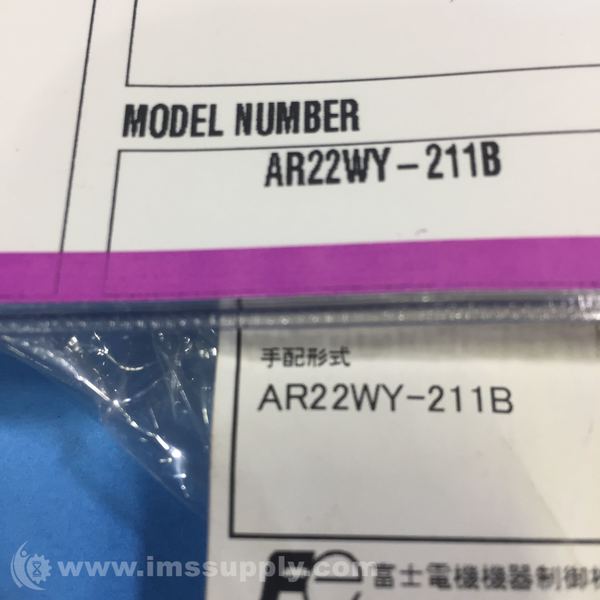 MODEL NUMBER
AR22WY-211B
手配形式
AR22WY-211B
富士電機機器制御
www.imssupply.com